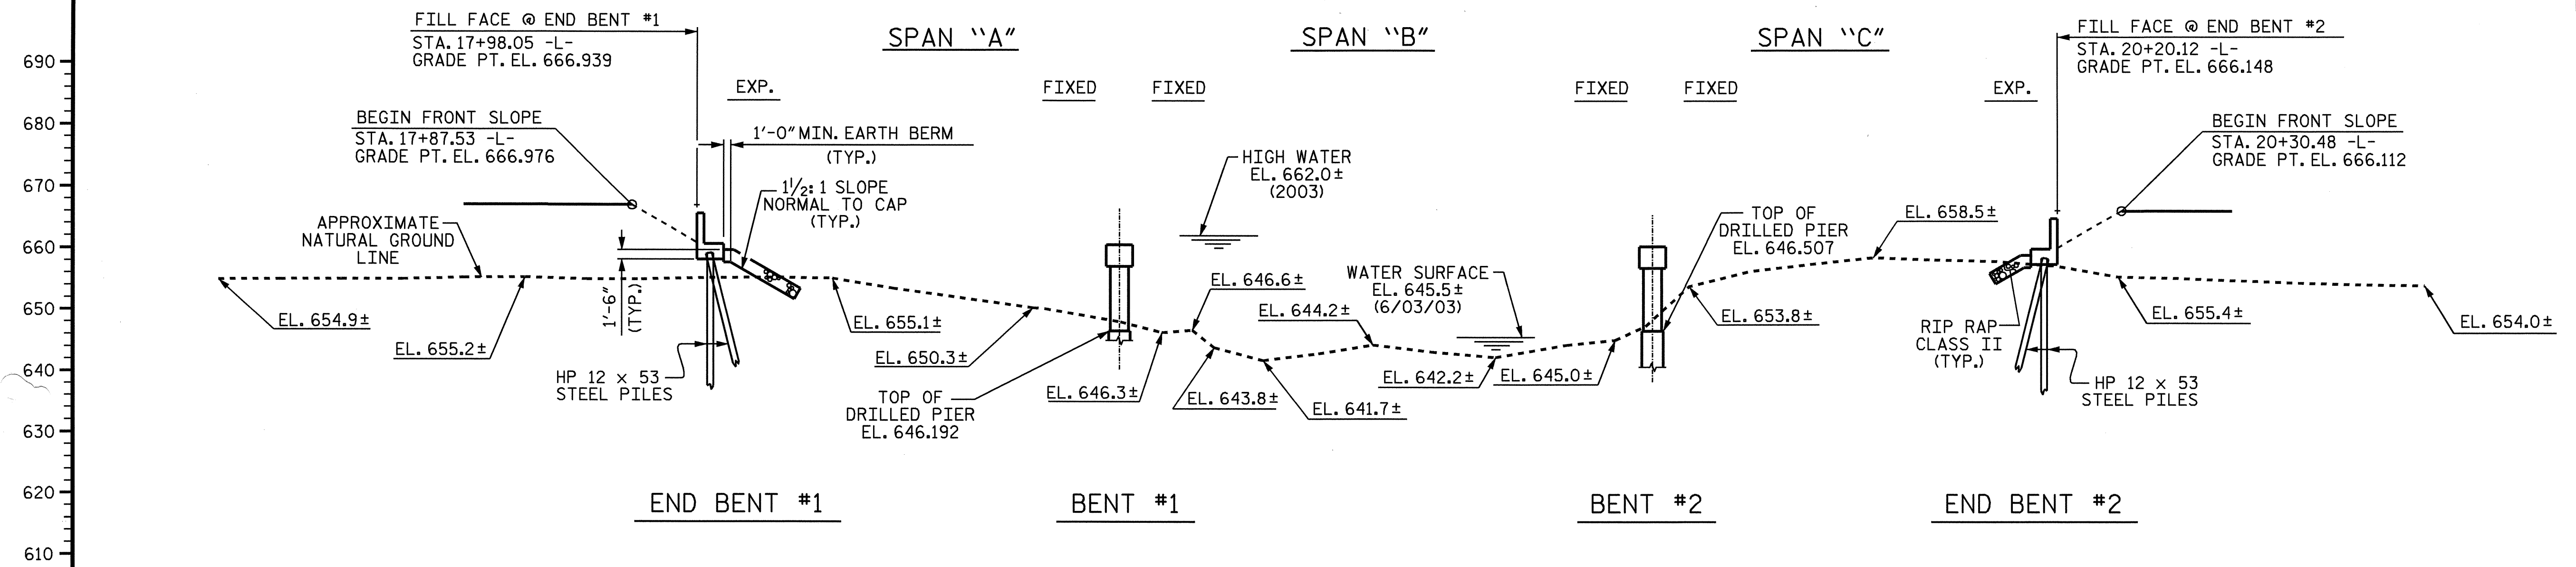 FILL FACE @ END BENT #1
STA. 17+98.05 -L-
GRADE PT. EL. 666.939
SPAN "A"
SPAN "B"
SPAN "C"
FILL FACE @ END BENT #2
STA. 20+20.12 -L-
GRADE PT. EL. 666.148
690
680
670
660
650
640
630
620
610
EXP.
FIXED
FIXED
FIXED
FIXED
EXP.
BEGIN FRONT SLOPE
STA. 17+87.53 -L-
GRADE PT. EL. 666.976
1'-0" MIN. EARTH BERM
(TYP.)
HIGH WATER
EL. 662.0±
(2003)
BEGIN FRONT SLOPE
STA. 20+30.48 -L-
GRADE PT. EL. 666.112
1½:1 SLOPE
NORMAL TO CAP
(TYP.)
APPROXIMATE
NATURAL GROUND
LINE
TOP OF
DRILLED PIER
EL. 646.507
EL. 658.5±
1'-6"
(TYP.)
EL. 654.9±
EL. 655.2±
HP 12 x 53
STEEL PILES
EL. 655.1±
EL. 650.3±
TOP OF
DRILLED PIER
EL. 646.192
EL. 646.3±
EL. 646.6±
EL. 643.8±
EL. 644.2±
EL. 641.7±
WATER SURFACE
EL. 645.5±
(6/03/03)
EL. 642.2±
EL. 645.0±
EL. 653.8±
RIP RAP
CLASS II
(TYP.)
HP 12 x 53
STEEL PILES
EL. 655.4±
EL. 654.0±
END BENT #1
BENT #1
BENT #2
END BENT #2